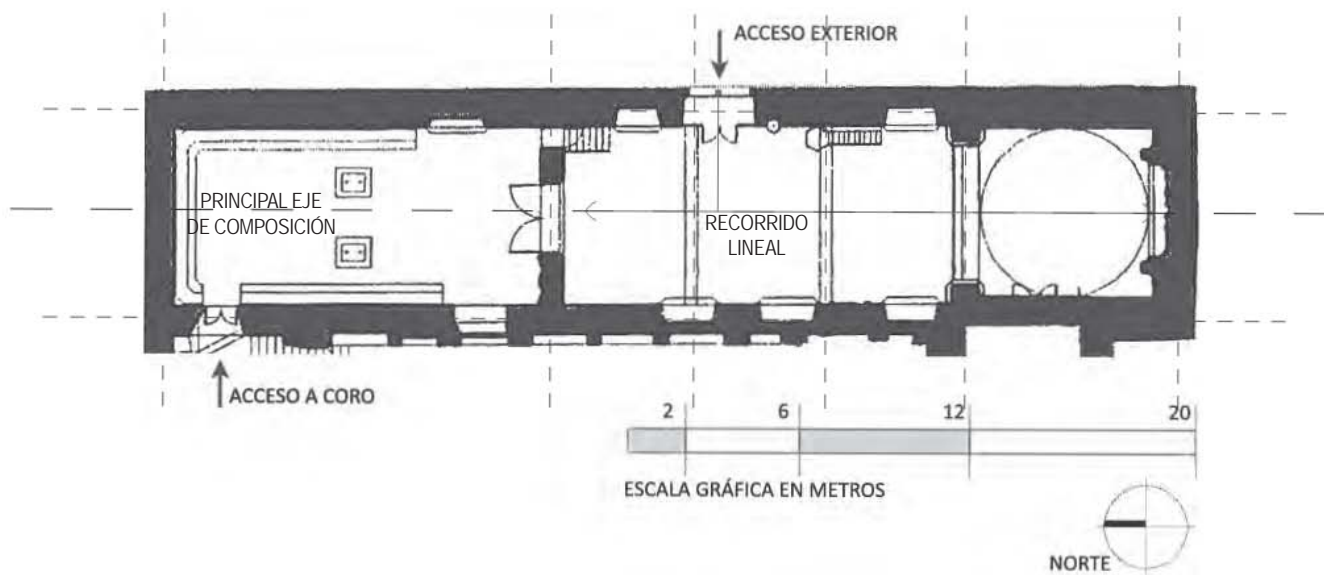 ACCESO EXTERIOR
PRINCIPAL EJE
DE COMPOSICIÓN
RECORRIDO
LINEAL
ACCESO A CORO
2 6 12 20
ESCALA GRÁFICA EN METROS
NORTE